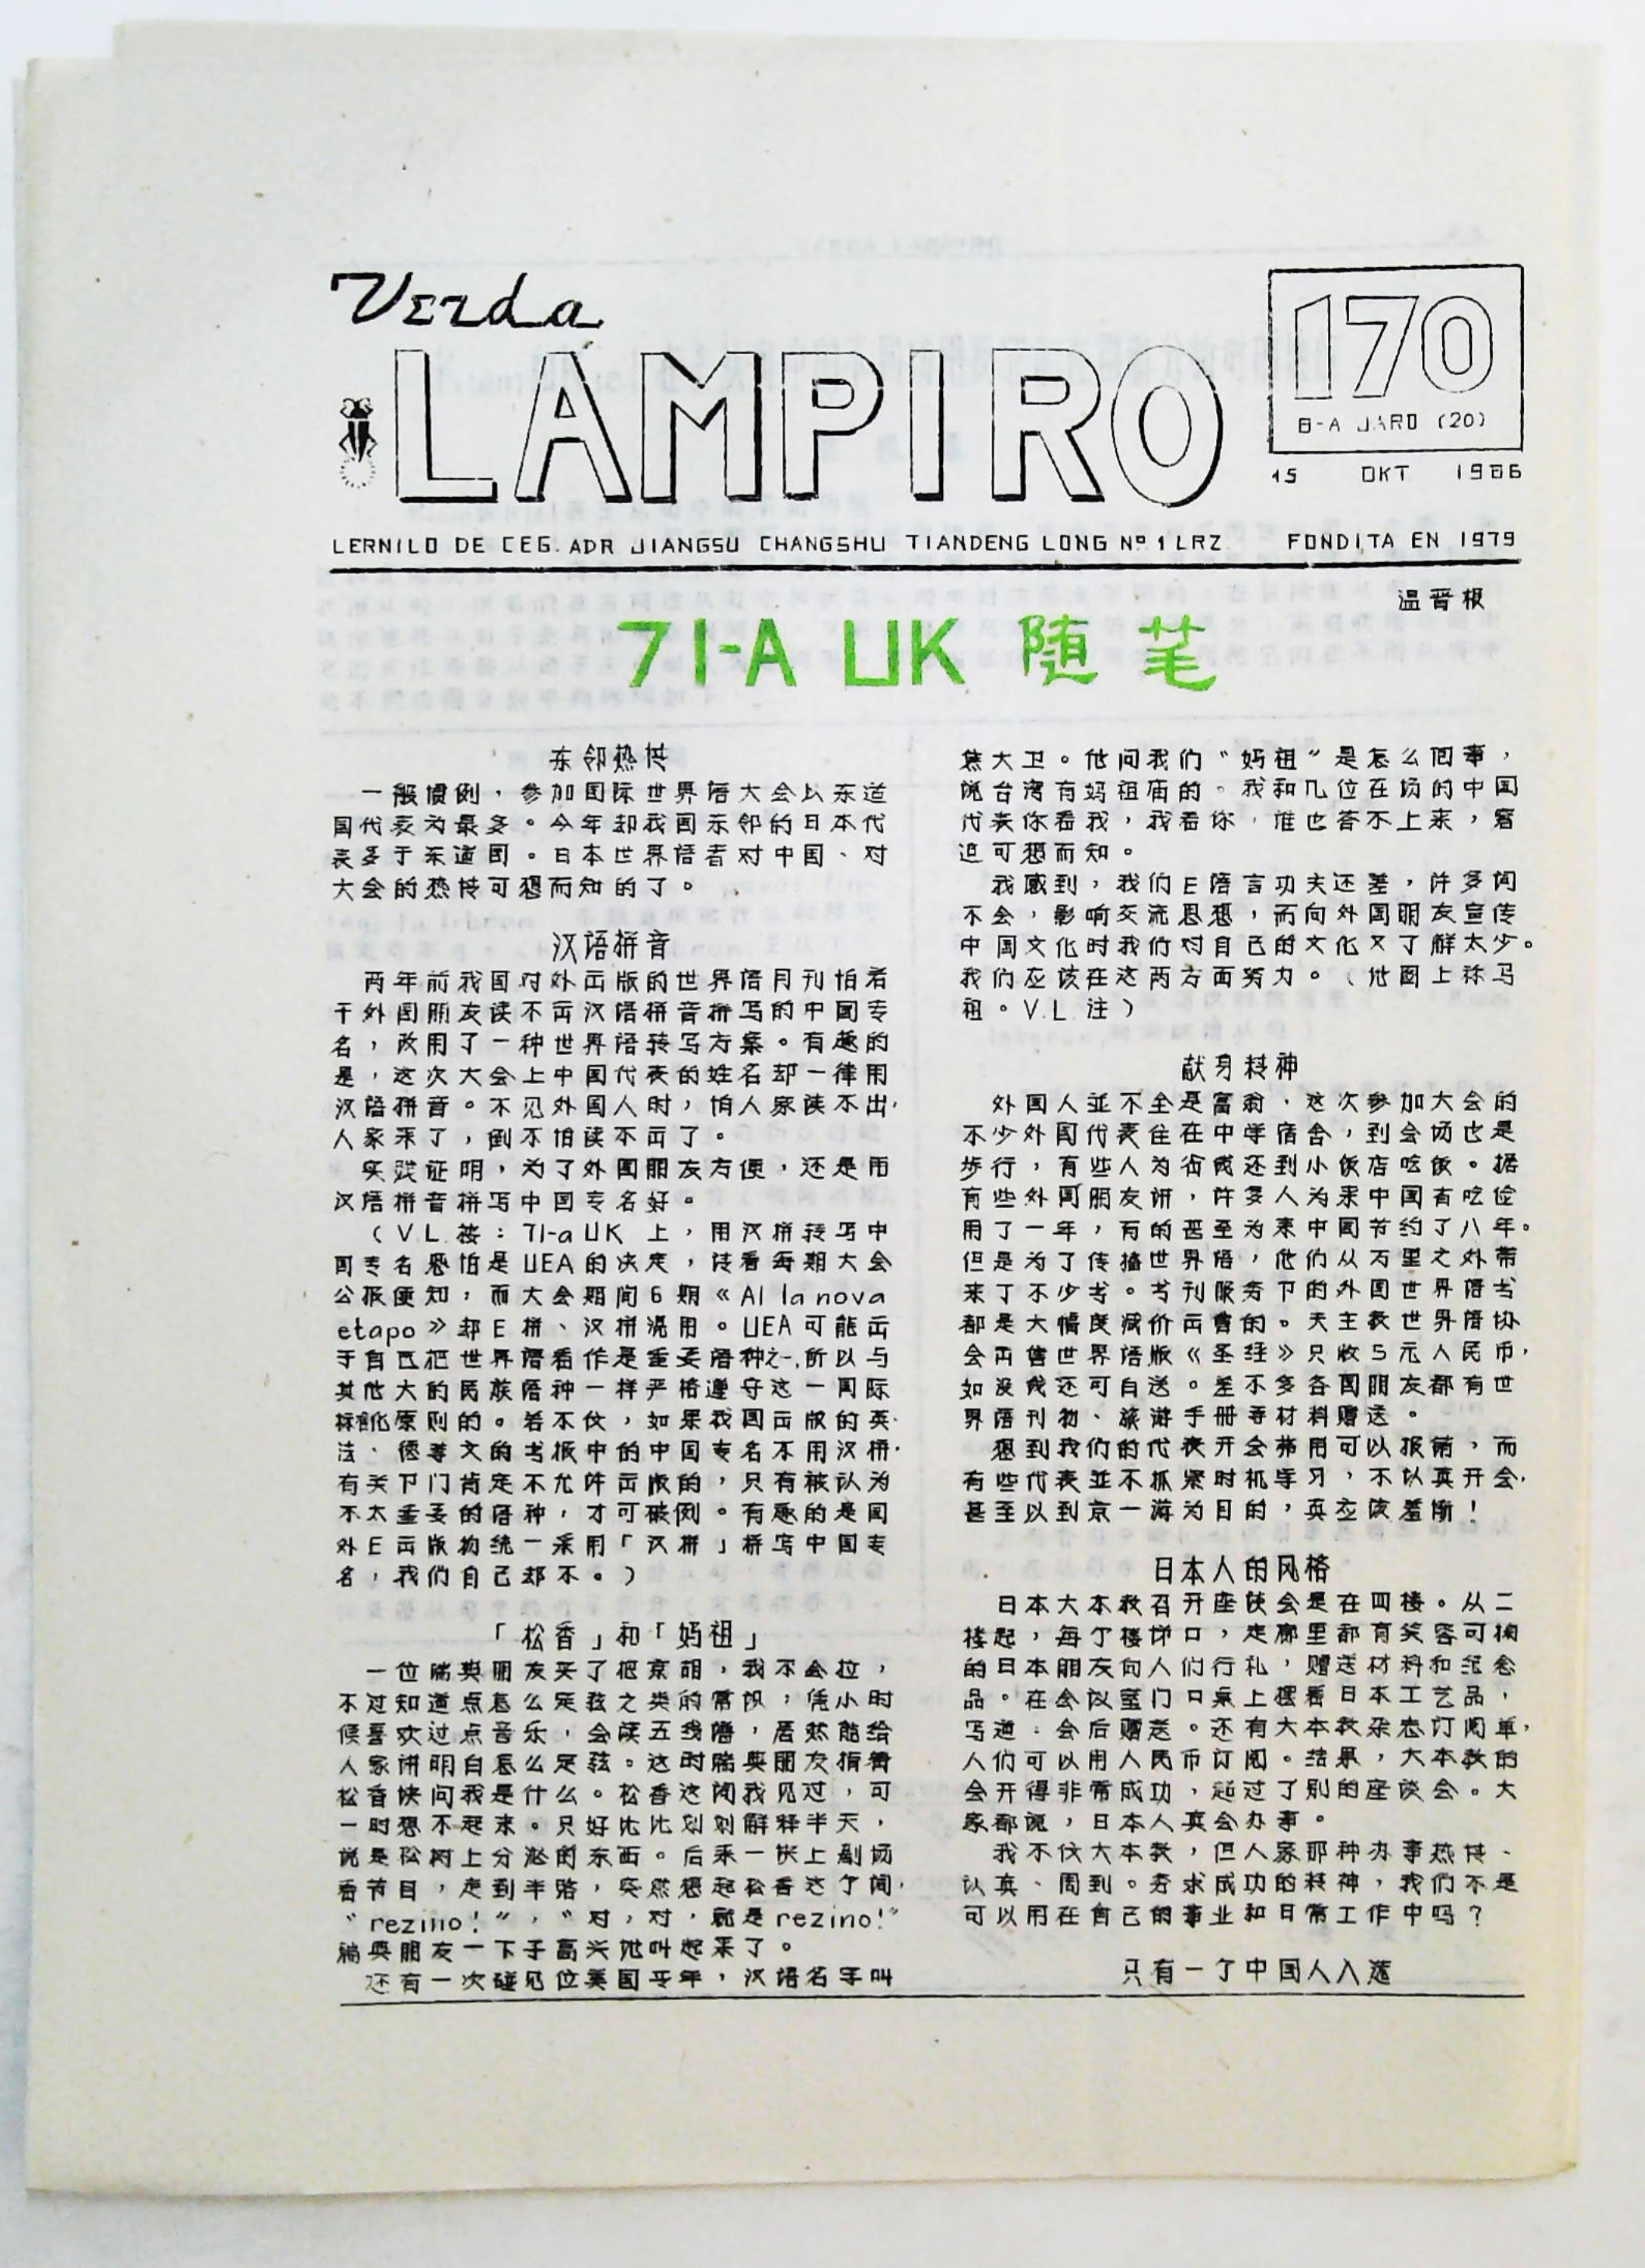 Verda
LAMPIRO
170
8-A JARO (20)
15 OKT 1986
LERNILO DE CEG. ADR JIANGSU CHANGSHU TIANDENG LONG Nº 1 LRZ FONDITA EN 1979
温晋根
71-A UK 随笔
东邻热情
一般惯例，参加国际世界语大会以东道
国代表为最多。今年却我国东邻的日本代
表多于东道国。日本世界语者对中国、对
大会的热情可想而知的了。
汉语拼音
两年前我国对外出版的世界语月刊怕若
干外国朋友读不出汉语拼音拼写的中国专
名，改用了一种世界语转写方案。有趣的
是，这次大会上中国代表的姓名却一律用
汉语拼音。不见外国人时，怕人家读不出，
人家来了，倒不怕读不出了。
实践证明，为了外国朋友方便，还是用
汉语拼音拼写中国专名好。
（V.L.按：71-a UK 上，用汉拼转写中
国专名恐怕是UEA的决定，读看每期大会
公报便知，而大会期间6期《Al la nova
etapo》却E拼、汉拼混用。UEA可能出
于自己把世界语看作是重要语种之一，所以与
其他大的民族语种一样严格遵守这一国际
标准化原则的。若不仗，如果我国出版的英、
法、德等文的书报中的中国专名不用汉拼，
有关下门肯定不允许出版的，只有被认为
不太重要的语种，才可破例。有趣的是国
外E出版物统一采用「汉拼」拼写中国专
名，我们自己却不。）
「松香」和「妈祖」
一位瑞典朋友买了把京胡，我不会拉，
不过知道点怎么定弦之类的常识，凭小时
候喜欢过点音乐，会读五线谱，居然能给
人家讲明白怎么定弦。这时瑞典朋友指着
松香块问我是什么。松香这词我见过，可
一时想不起来。只好比比划划解释半天，
说是松树上分泌的东西。后来一块上剧场
看节目，走到半路，突然想起松香这个词，
“rezino！”，“对，对，就是rezino！”
瑞典朋友一下子高兴地叫起来了。
还有一次碰见位美国青年，汉语名字叫
焦大卫。他问我们“妈祖”是怎么回事，
说台湾有妈祖庙的。我和几位在场的中国
代表你看我，我看你，谁也答不上来，窘
迫可想而知。
我感到，我们E语言功夫还差，许多词
不会，影响交流思想，而向外国朋友宣传
中国文化时我们对自己的文化又了解太少。
我们应该在这两方面努力。（地图上称马
祖。V.L.注）
献身精神
外国人並不全是富翁，这次参加大会的
不少外国代表住在中学宿舍，到会场也是
步行，有些人为省钱还到小饭店吃饭。据
有些外国朋友讲，许多人为来中国省吃俭
用了一年，有的甚至为来中国节约了八年。
但是为了传播世界语，他们从万里之外带
来了不少书。书刊服务下的外国世界语书
都是大幅度减价出售的。天主教世界语协
会出售世界语版《圣经》只收5元人民币，
如没钱还可白送。差不多各国朋友都有世
界语刊物、旅游手册等材料赠送。
想到我们的代表开会费用可以报销，而
有些代表並不抓紧时机学习，不认真开会，
甚至以到京一游为目的，真应该羞惭！
日本人的风格
日本大本教召开座谈会是在四楼。从二
楼起，每个楼梯口，走廊里都有笑容可掬
的日本朋友向人们行礼，赠送材料和纪念
品。在会议室门口桌上摆着日本工艺品，
写道：会后赠送。还有大本教杂志订阅单，
人们可以用人民币订阅。结果，大本教的
会开得非常成功，超过了别的座谈会。大
家都说，日本人真会办事。
我不仗大本教，但人家那种办事热情、
认真、周到。务求成功的精神，我们不是
可以用在自己的事业和日常工作中吗？
只有一个中国人入选